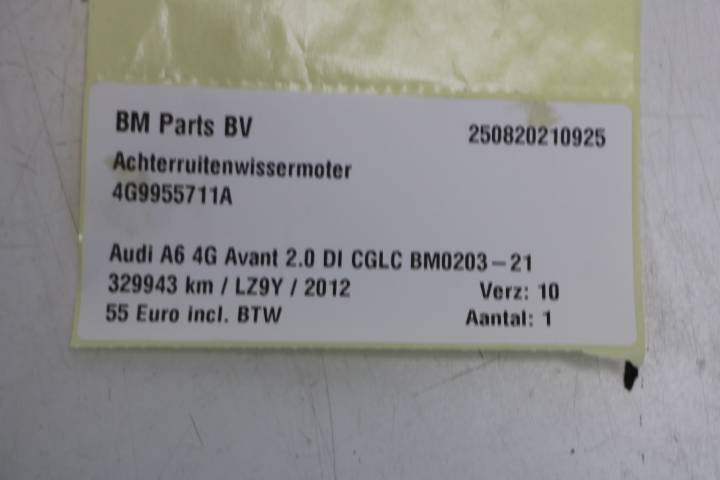 BM Parts BV 250820210925
Achterruitenwissermoter
4G9955711A
Audi A6 4G Avant 2.0 DI CGLC BM0203-21
329943 km / LZ9Y / 2012 Verz: 10
55 Euro incl. BTW Aantal: 1